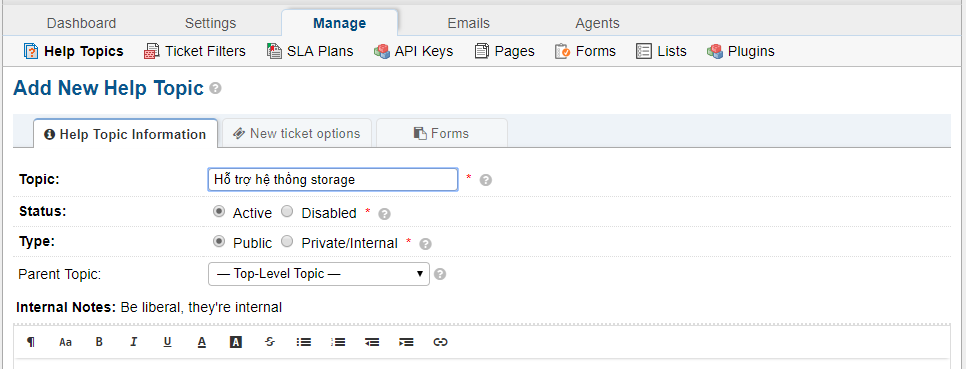 Dashboard Settings Manage Emails Agents
Help Topics Ticket Filters SLA Plans API Keys Pages Forms Lists Plugins
Add New Help Topic ?
Help Topic Information New ticket options Forms
Topic: Hỗ trợ hệ thống storage * ?
Status: Active Disabled * ?
Type: Public Private/Internal * ?
Parent Topic: — Top-Level Topic — ?
Internal Notes: Be liberal, they're internal
¶ Aa B I U A A S